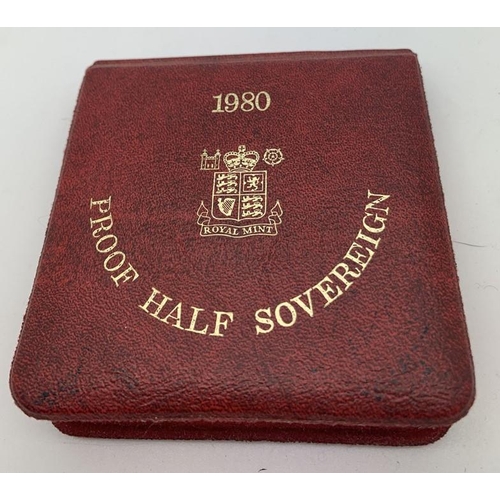 1980
ROYAL MINT
PROOF HALF SOVEREIGN